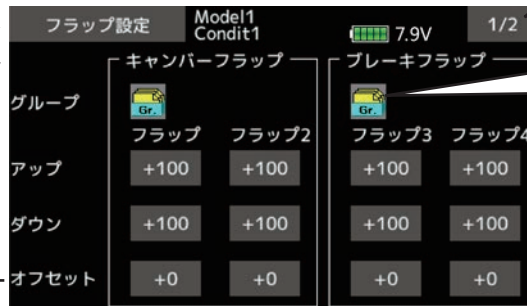 フラップ設定 Model1 7.9V 1/2
Condit1
キャンバーフラップ ブレーキフラップ
グループ Gr. Gr.
フラップ フラップ2 フラップ3 フラップ4
アップ +100 +100 +100 +100
ダウン +100 +100 +100 +100
オフセット +0 +0 +0 +0